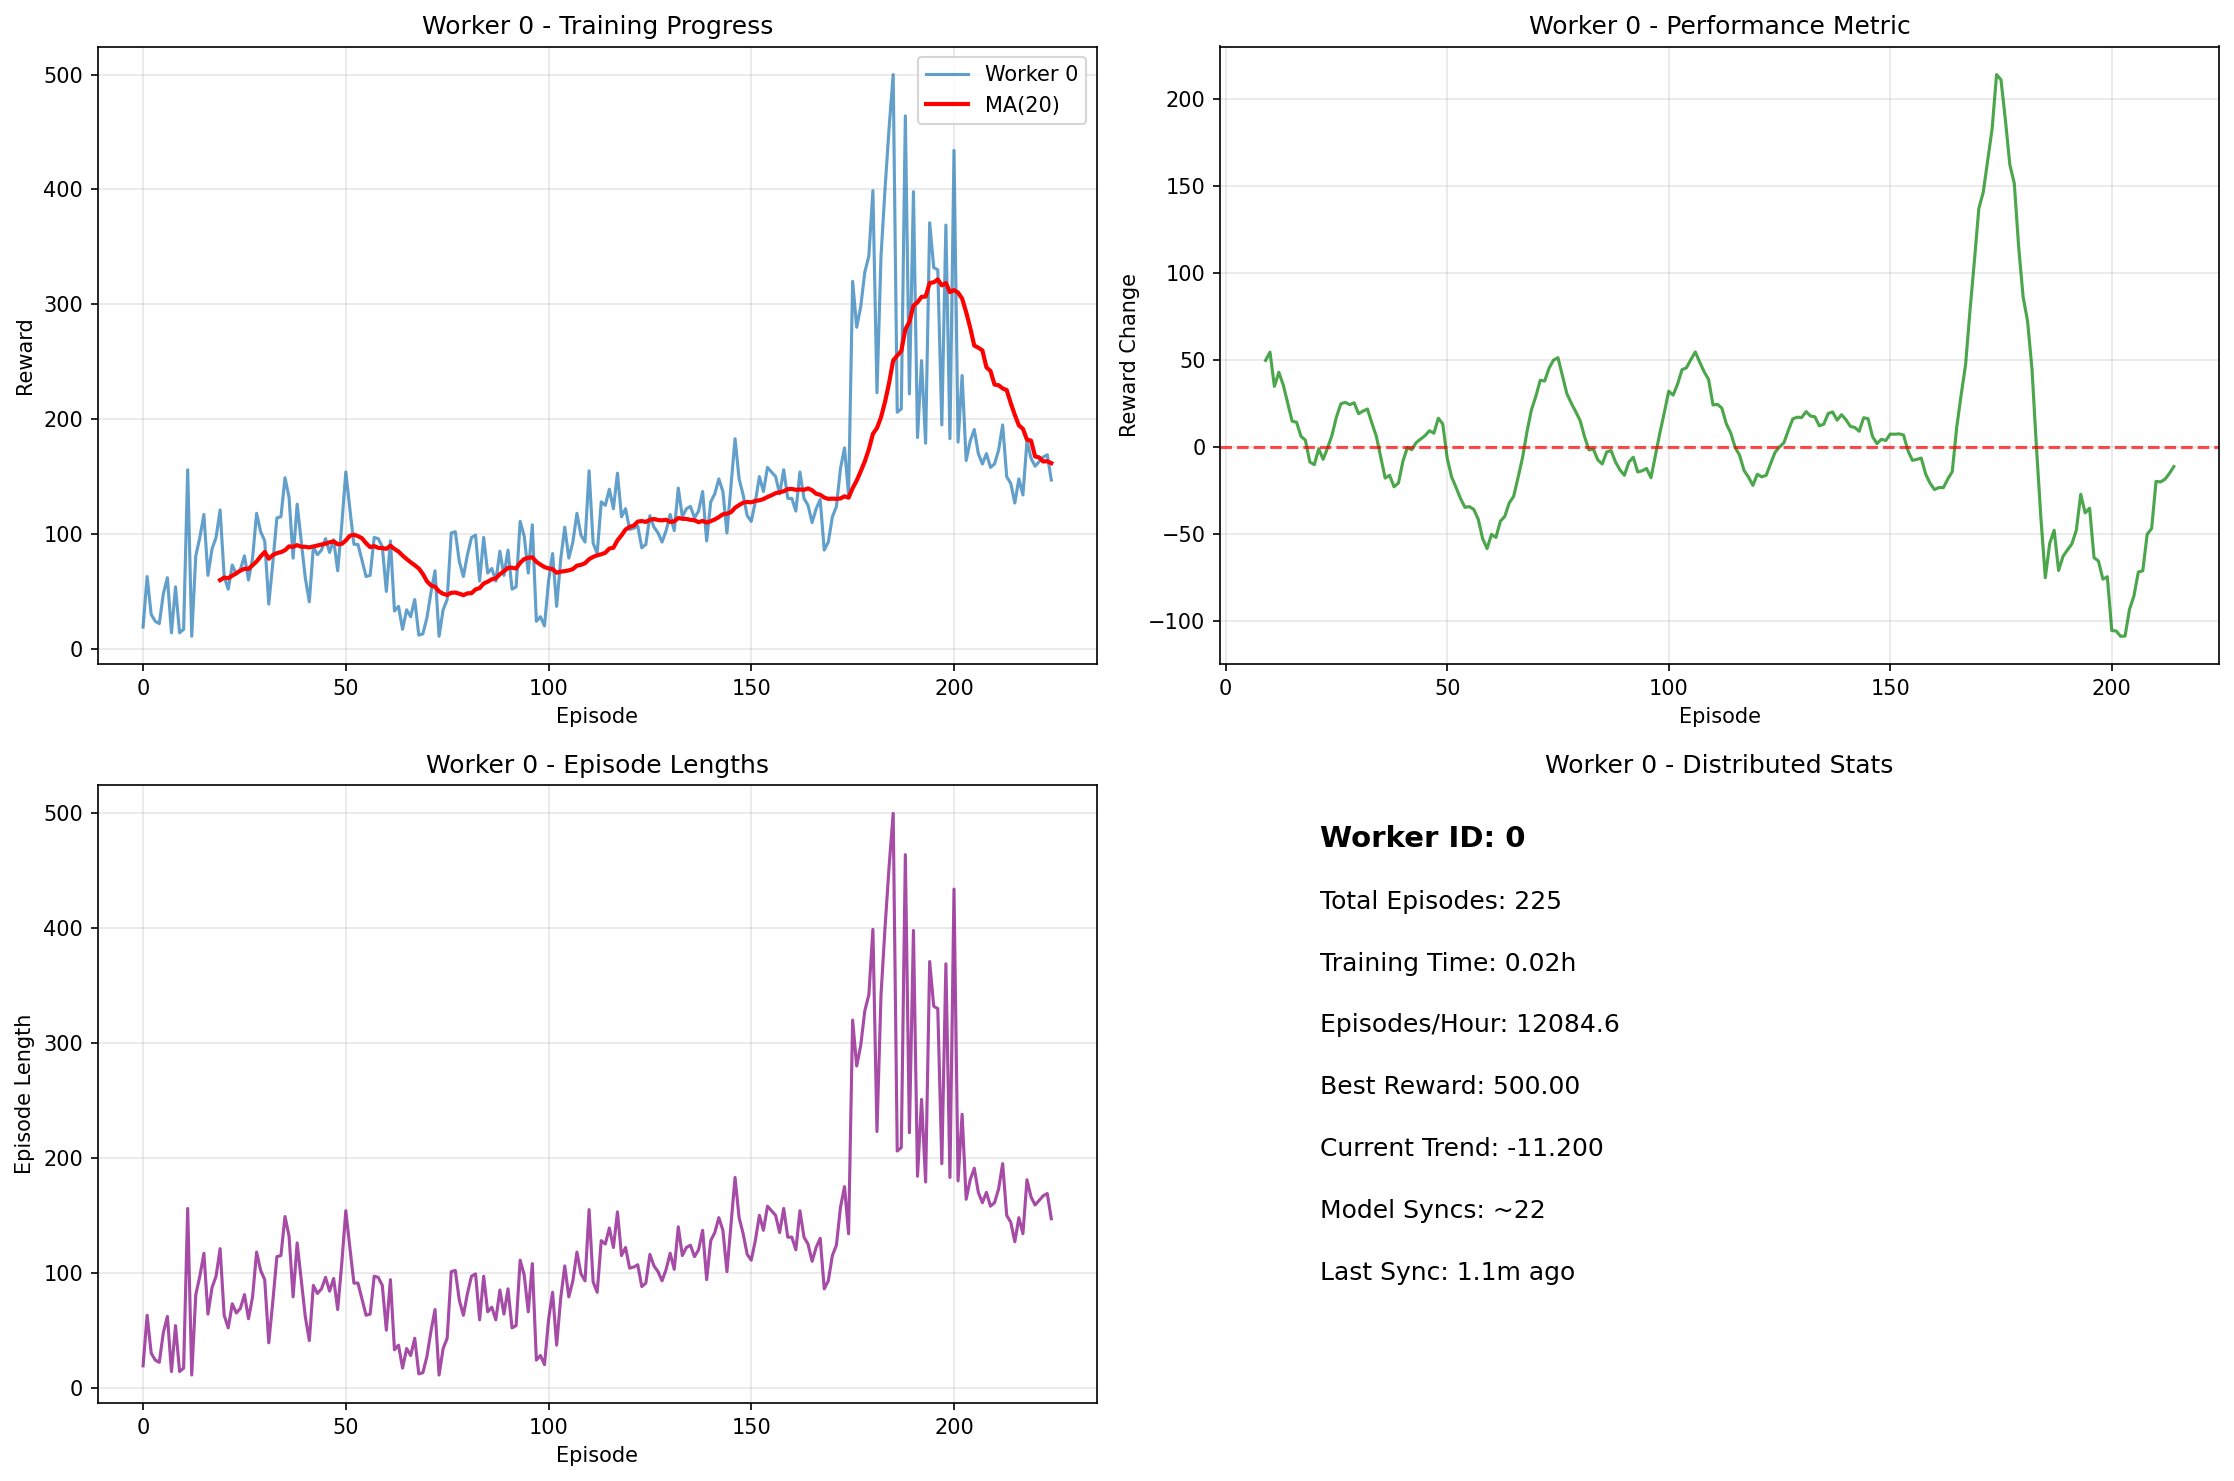 Worker 0 - Training Progress
500
400
300
200
100
0
Reward
0 50 100 150 200
Episode
Worker 0
MA(20)
Worker 0 - Performance Metric
200
150
100
50
0
−50
−100
Reward Change
0 50 100 150 200
Episode
Worker 0 - Episode Lengths
500
400
300
200
100
0
Episode Length
0 50 100 150 200
Episode
Worker 0 - Distributed Stats
Worker ID: 0
Total Episodes: 225
Training Time: 0.02h
Episodes/Hour: 12084.6
Best Reward: 500.00
Current Trend: -11.200
Model Syncs: ~22
Last Sync: 1.1m ago